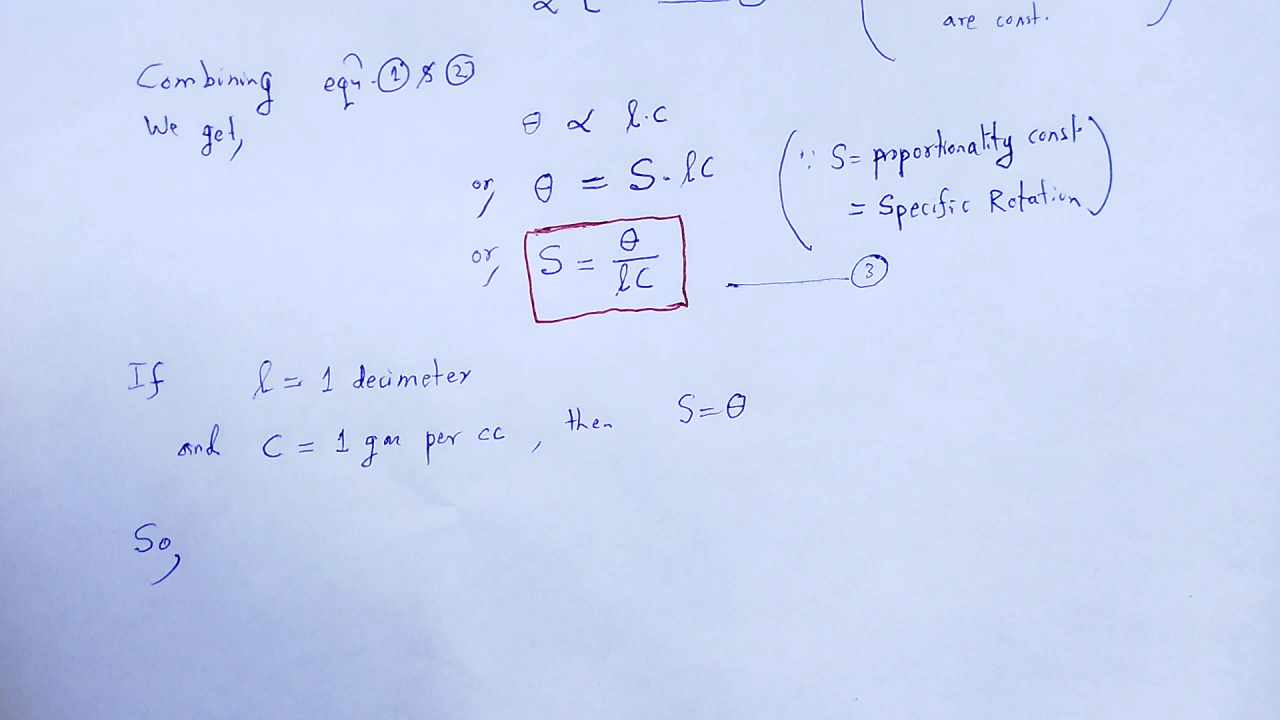 are const.
Combining eqn. ① & ②
We get,
θ ∝ l.C
or, θ = S. lC
(∵ S = proportionality const
= Specific Rotation)
or, S = θ/lC ——— ③
If l = 1 decimeter
and C = 1 gm per cc, then S = θ
So,